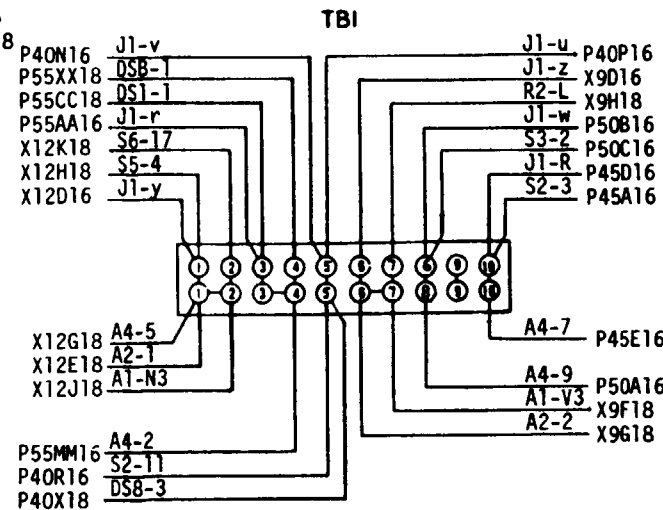 TB1
8
P40N16 J1-v
P55XX18 DSB-1
P55CC18 DS1-1
P55AA16 J1-r
X12K18 S6-17
X12H18 S5-4
X12D16 J1-y
J1-u P40P16
J1-z X9D16
R2-L X9H18
J1-w P50B16
S3-2 P50C16
J1-R P45D16
S2-3 P45A16
1 2 3 4 5 6 7 8 9 10
1 2 3 4 5 6 7 8 9 10
X12G18 A4-5
X12E18 A2-1
X12J18 A1-N3
A4-7 P45E16
A4-9 P50A16
A1-V3 X9F18
A2-2 X9G18
P55MM16 A4-2
P40R16 S2-11
P40X18 DS8-3